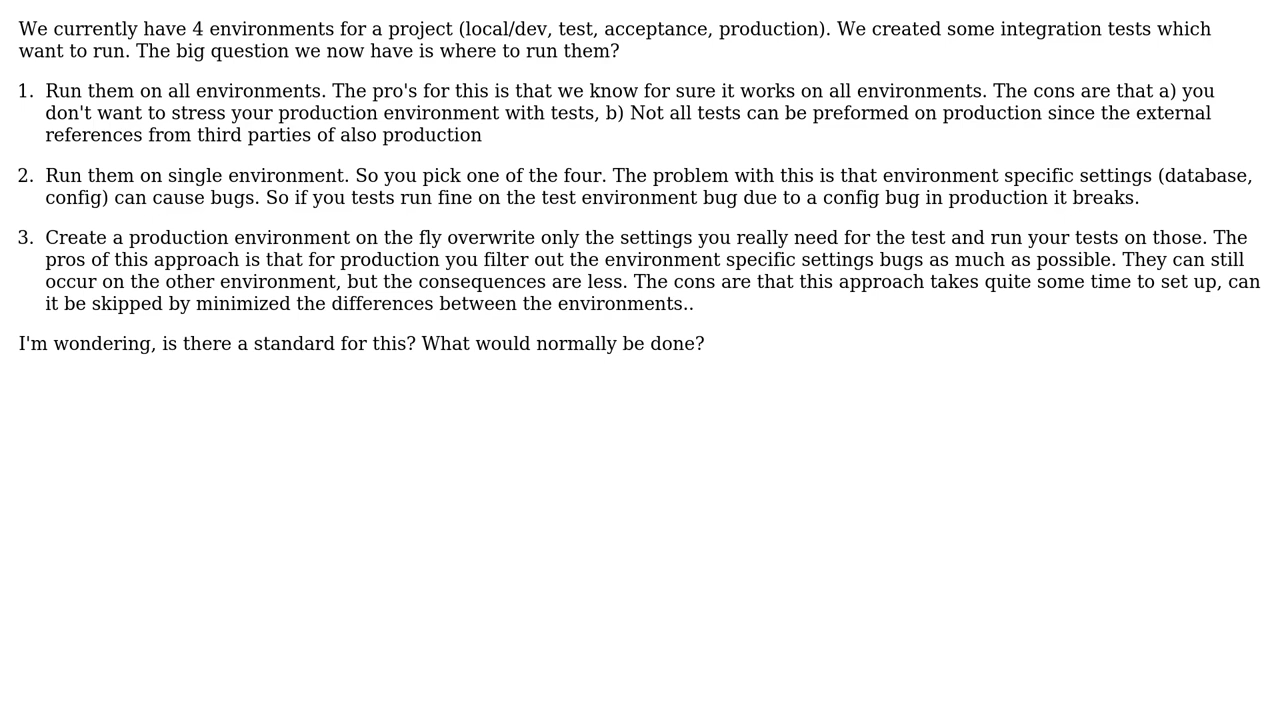 We currently have 4 environments for a project (local/dev, test, acceptance, production). We created some integration tests which
want to run. The big question we now have is where to run them?
1. Run them on all environments. The pro's for this is that we know for sure it works on all environments. The cons are that a) you
don't want to stress your production environment with tests, b) Not all tests can be preformed on production since the external
references from third parties of also production
2. Run them on single environment. So you pick one of the four. The problem with this is that environment specific settings (database,
config) can cause bugs. So if you tests run fine on the test environment bug due to a config bug in production it breaks.
3. Create a production environment on the fly overwrite only the settings you really need for the test and run your tests on those. The
pros of this approach is that for production you filter out the environment specific settings bugs as much as possible. They can still
occur on the other environment, but the consequences are less. The cons are that this approach takes quite some time to set up, can
it be skipped by minimized the differences between the environments..
I'm wondering, is there a standard for this? What would normally be done?